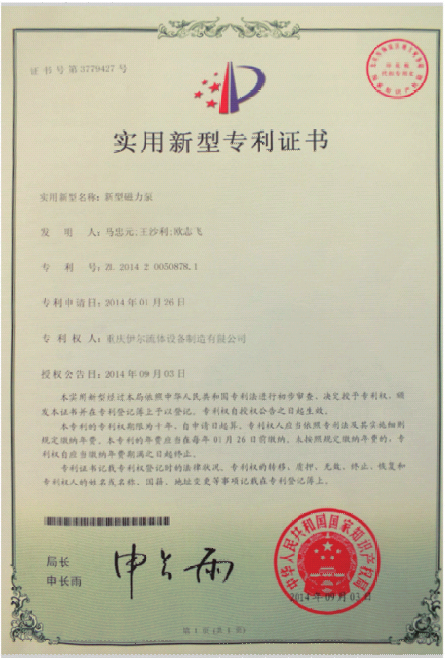 证书号第3779427号
实用新型专利证书
实用新型名称：新型磁力泵
发明人：马忠元;王沙利;欧志飞
专利号：ZL 2014 2 0050878.1
专利申请日：2014年01月26日
专利权人：重庆伊尔流体设备制造有限公司
授权公告日：2014年09月03日
本实用新型经过本局依照中华人民共和国专利法进行初步审查，决定授予专利权，颁
发本证书并在专利登记簿上予以登记。专利权自授权公告之日起生效。
本专利的专利权期限为十年，自申请日起算。专利权人应当依照专利法及其实施细则
规定缴纳年费。本专利的年费应当在每年01月26日前缴纳。未按照规定缴纳年费的，专
利权自应当缴纳年费期满之日起终止。
专利证书记载专利权登记时的法律状况。专利权的转移、质押、无效、终止、恢复和
专利权人的姓名或名称、国籍、地址变更等事项记载在专利登记簿上。
局长
申长雨
申长雨
中华人民共和国国家知识产权局
2014年09月03日
第1页(共1页)